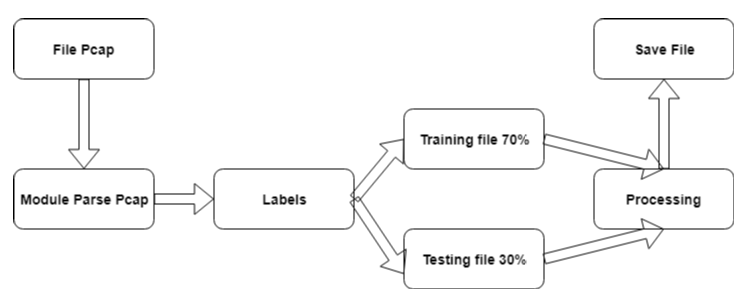 File Pcap
Save File
Training file 70%
Module Parse Pcap
Labels
Processing
Testing file 30%